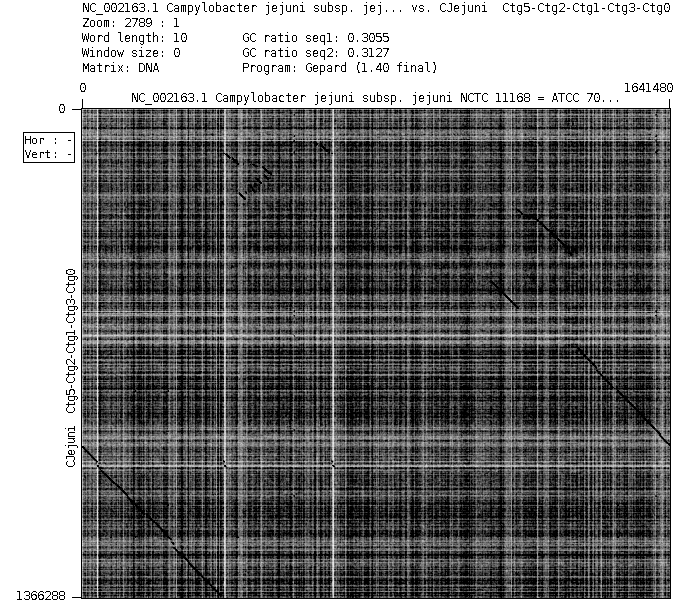 NC_002163.1 Campylobacter jejuni subsp. jej... vs. CJejuni  Ctg5-Ctg2-Ctg1-Ctg3-Ctg0
Zoom: 2789 : 1
Word length: 10 GC ratio seq1: 0.3055
Window size: 0 GC ratio seq2: 0.3127
Matrix: DNA Program: Gepard (1.40 final)
0 1641480
NC_002163.1 Campylobacter jejuni subsp. jejuni NCTC 11168 = ATCC 70...
0
Hor : -
Vert: -
CJejuni  Ctg5-Ctg2-Ctg1-Ctg3-Ctg0
1366288